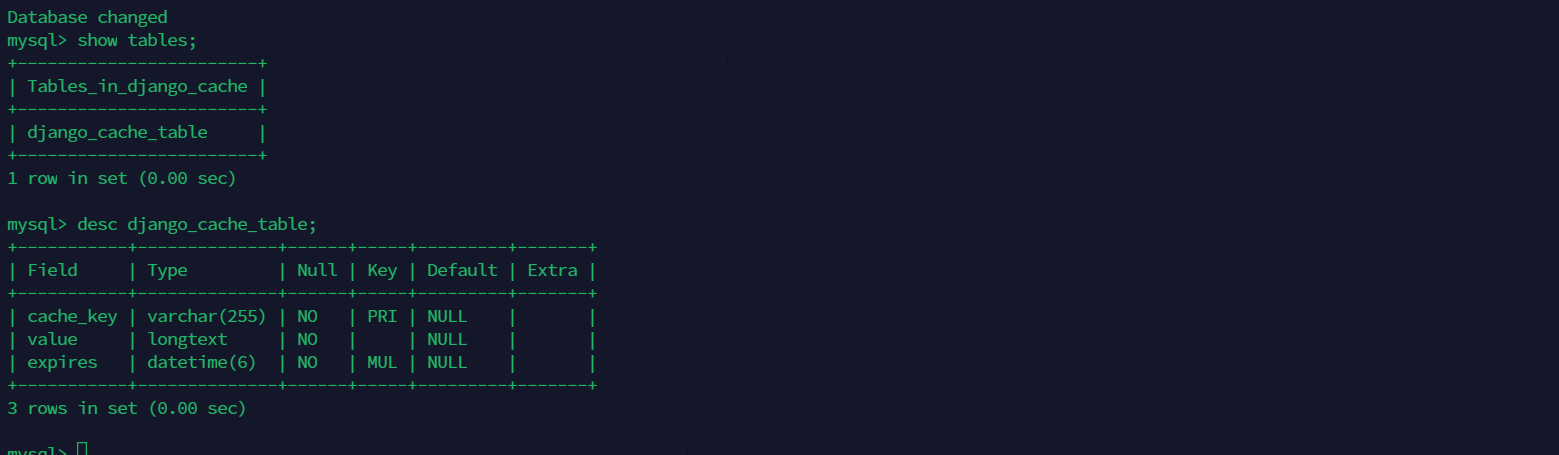 Database changed
mysql> show tables;
+------------------------+
| Tables_in_django_cache |
+------------------------+
| django_cache_table     |
+------------------------+
1 row in set (0.00 sec)

mysql> desc django_cache_table;
+-----------+--------------+------+-----+---------+-------+
| Field     | Type         | Null | Key | Default | Extra |
+-----------+--------------+------+-----+---------+-------+
| cache_key | varchar(255) | NO   | PRI | NULL    |       |
| value     | longtext     | NO   |     | NULL    |       |
| expires   | datetime(6)  | NO   | MUL | NULL    |       |
+-----------+--------------+------+-----+---------+-------+
3 rows in set (0.00 sec)

mysql>